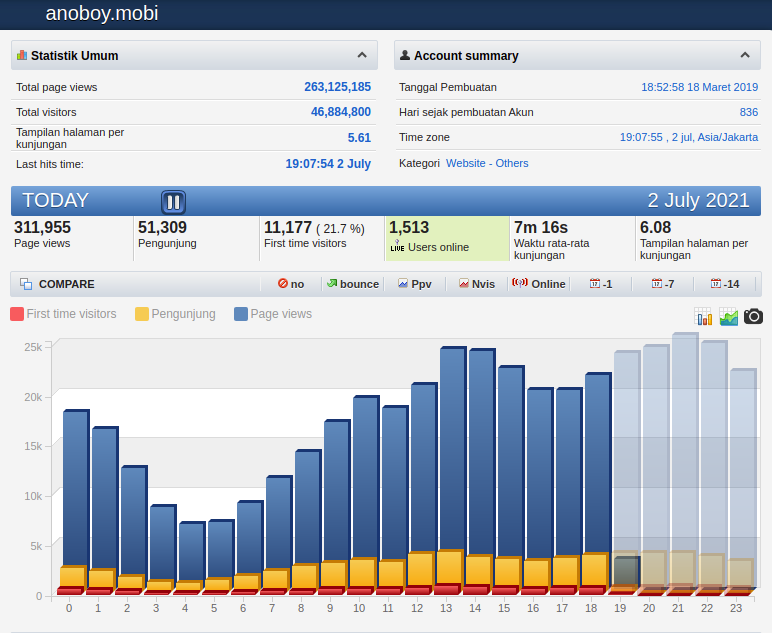 anoboy.mobi
Statistik Umum
Total page views 263,125,185
Total visitors 46,884,800
Tampilan halaman per
kunjungan 5.61
Last hits time: 19:07:54 2 July
Account summary
Tanggal Pembuatan 18:52:58 18 Maret 2019
Hari sejak pembuatan Akun 836
Time zone 19:07:55 , 2 jul, Asia/Jakarta
Kategori Website - Others
TODAY 2 July 2021
311,955
Page views
51,309
Pengunjung
11,177 ( 21.7 %)
First time visitors
1,513
LIVE Users online
7m 16s
Waktu rata-rata
kunjungan
6.08
Tampilan halaman per
kunjungan
COMPARE no bounce Ppv Nvis Online 17 -1 17 -7 17 -14
First time visitors Pengunjung Page views
25k
20k
15k
10k
5k
0
0 1 2 3 4 5 6 7 8 9 10 11 12 13 14 15 16 17 18 19 20 21 22 23